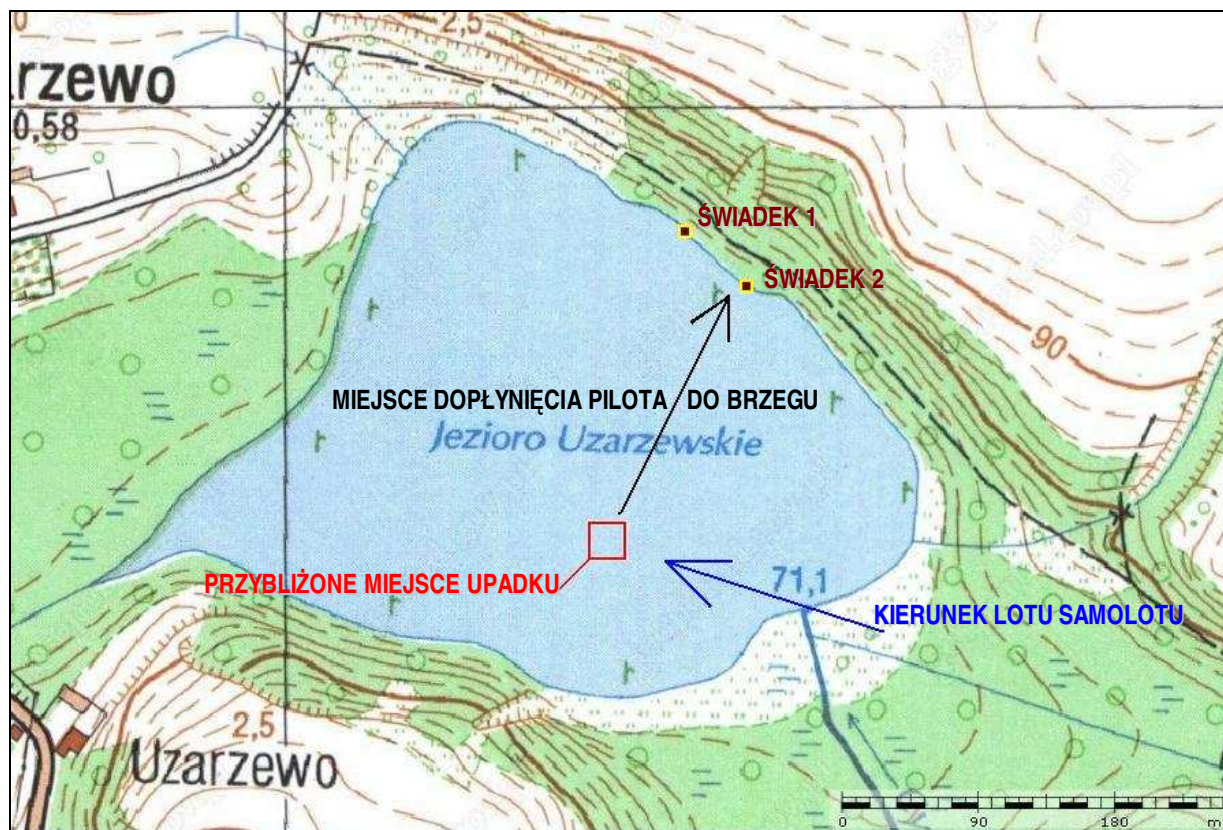 0
2,5
rzewo
0,58
ŚWIADEK 1
ŚWIADEK 2
90
MIEJSCE DOPŁYNIĘCIA PILOTA DO BRZEGU
Jezioro Uzarzewskie
PRZYBLIŻONE MIEJSCE UPADKU
71,1
KIERUNEK LOTU SAMOLOTU
2,5
Uzarzewo
0 90 180 m